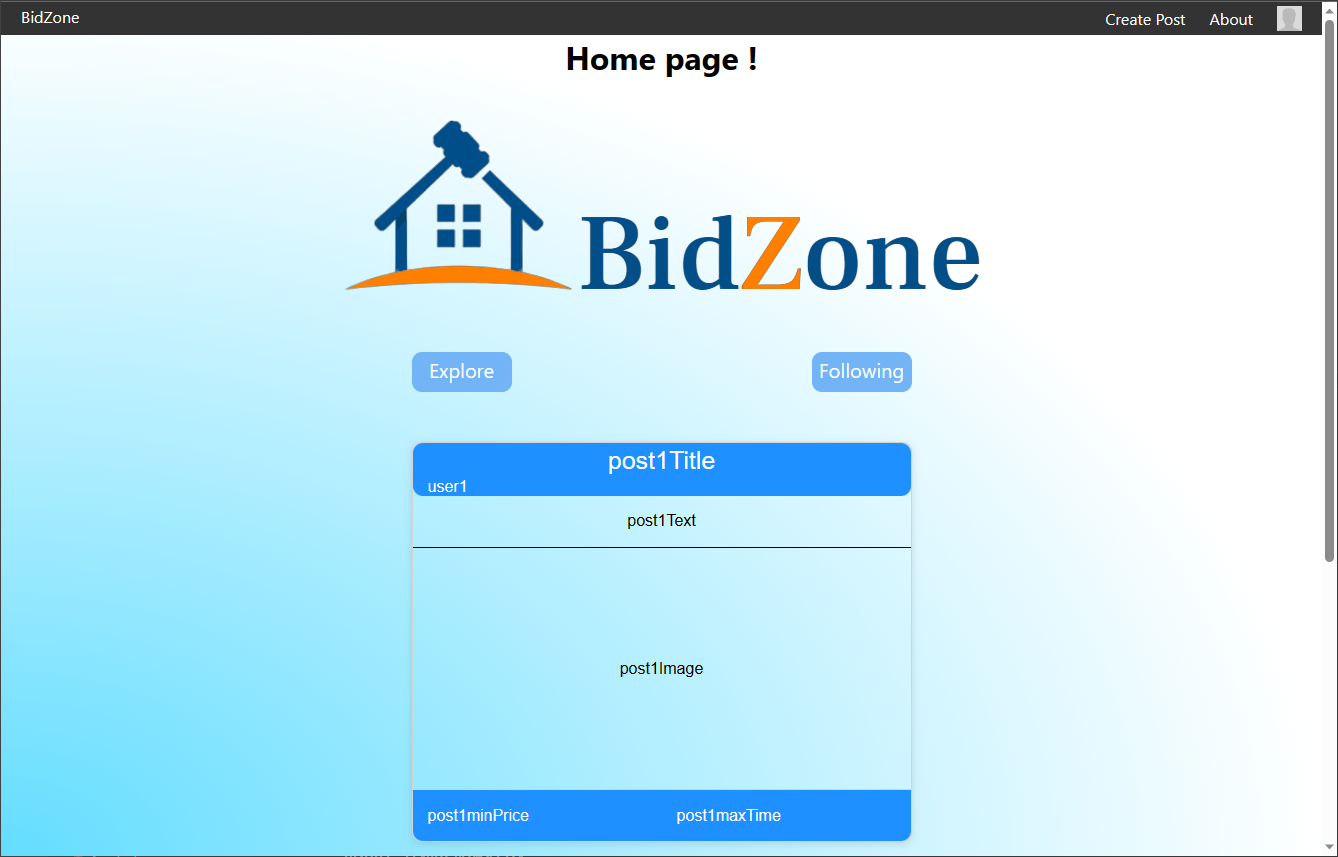 BidZone
Create Post About
Home page !
BidZone
Explore Following
post1Title
user1
post1Text
post1Image
post1minPrice post1maxTime